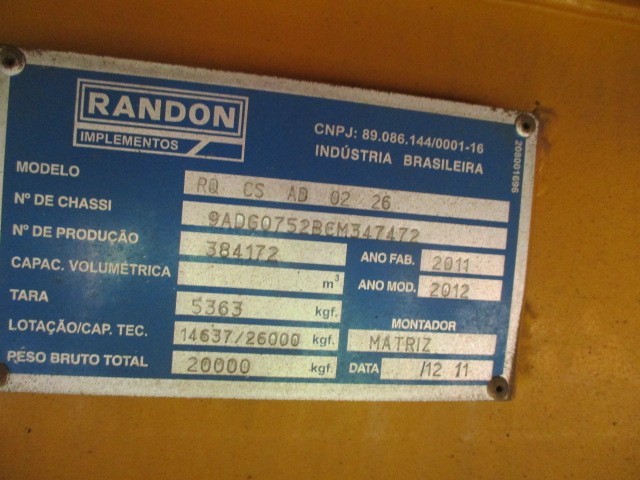 RANDON
IMPLEMENTOS
CNPJ: 89.086.144/0001-16
INDÚSTRIA BRASILEIRA
208001696
MODELO RQ CS AD 02 26
Nº DE CHASSI 9ADG0752BCM347472
Nº DE PRODUÇÃO 384172
ANO FAB. 2011
CAPAC. VOLUMÉTRICA m³
ANO MOD. 2012
TARA 5363 kgf.
MONTADOR
LOTAÇÃO/CAP. TEC. 14637/26000 kgf.
MATRIZ
PESO BRUTO TOTAL 20000 kgf.
DATA /12 11